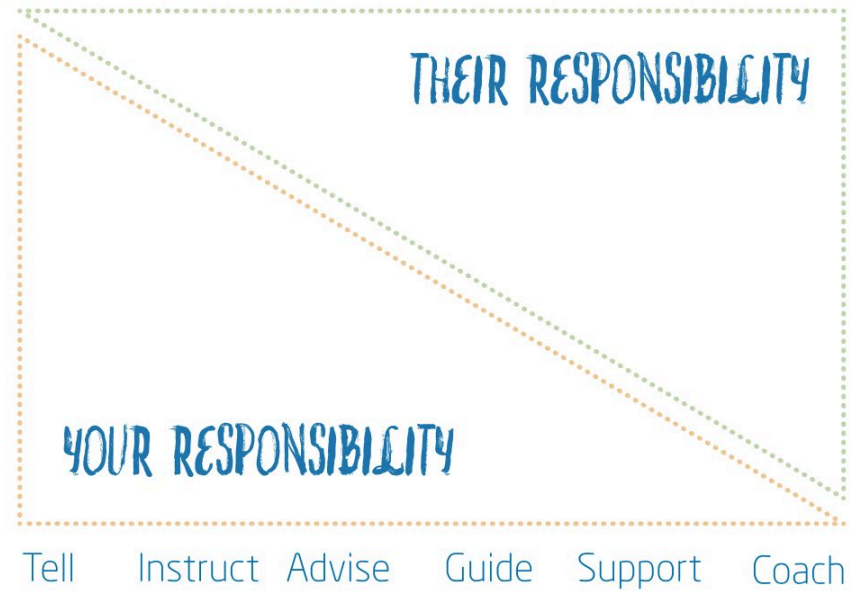 THEIR RESPONSIBILITY
YOUR RESPONSIBILITY
Tell Instruct Advise Guide Support Coach